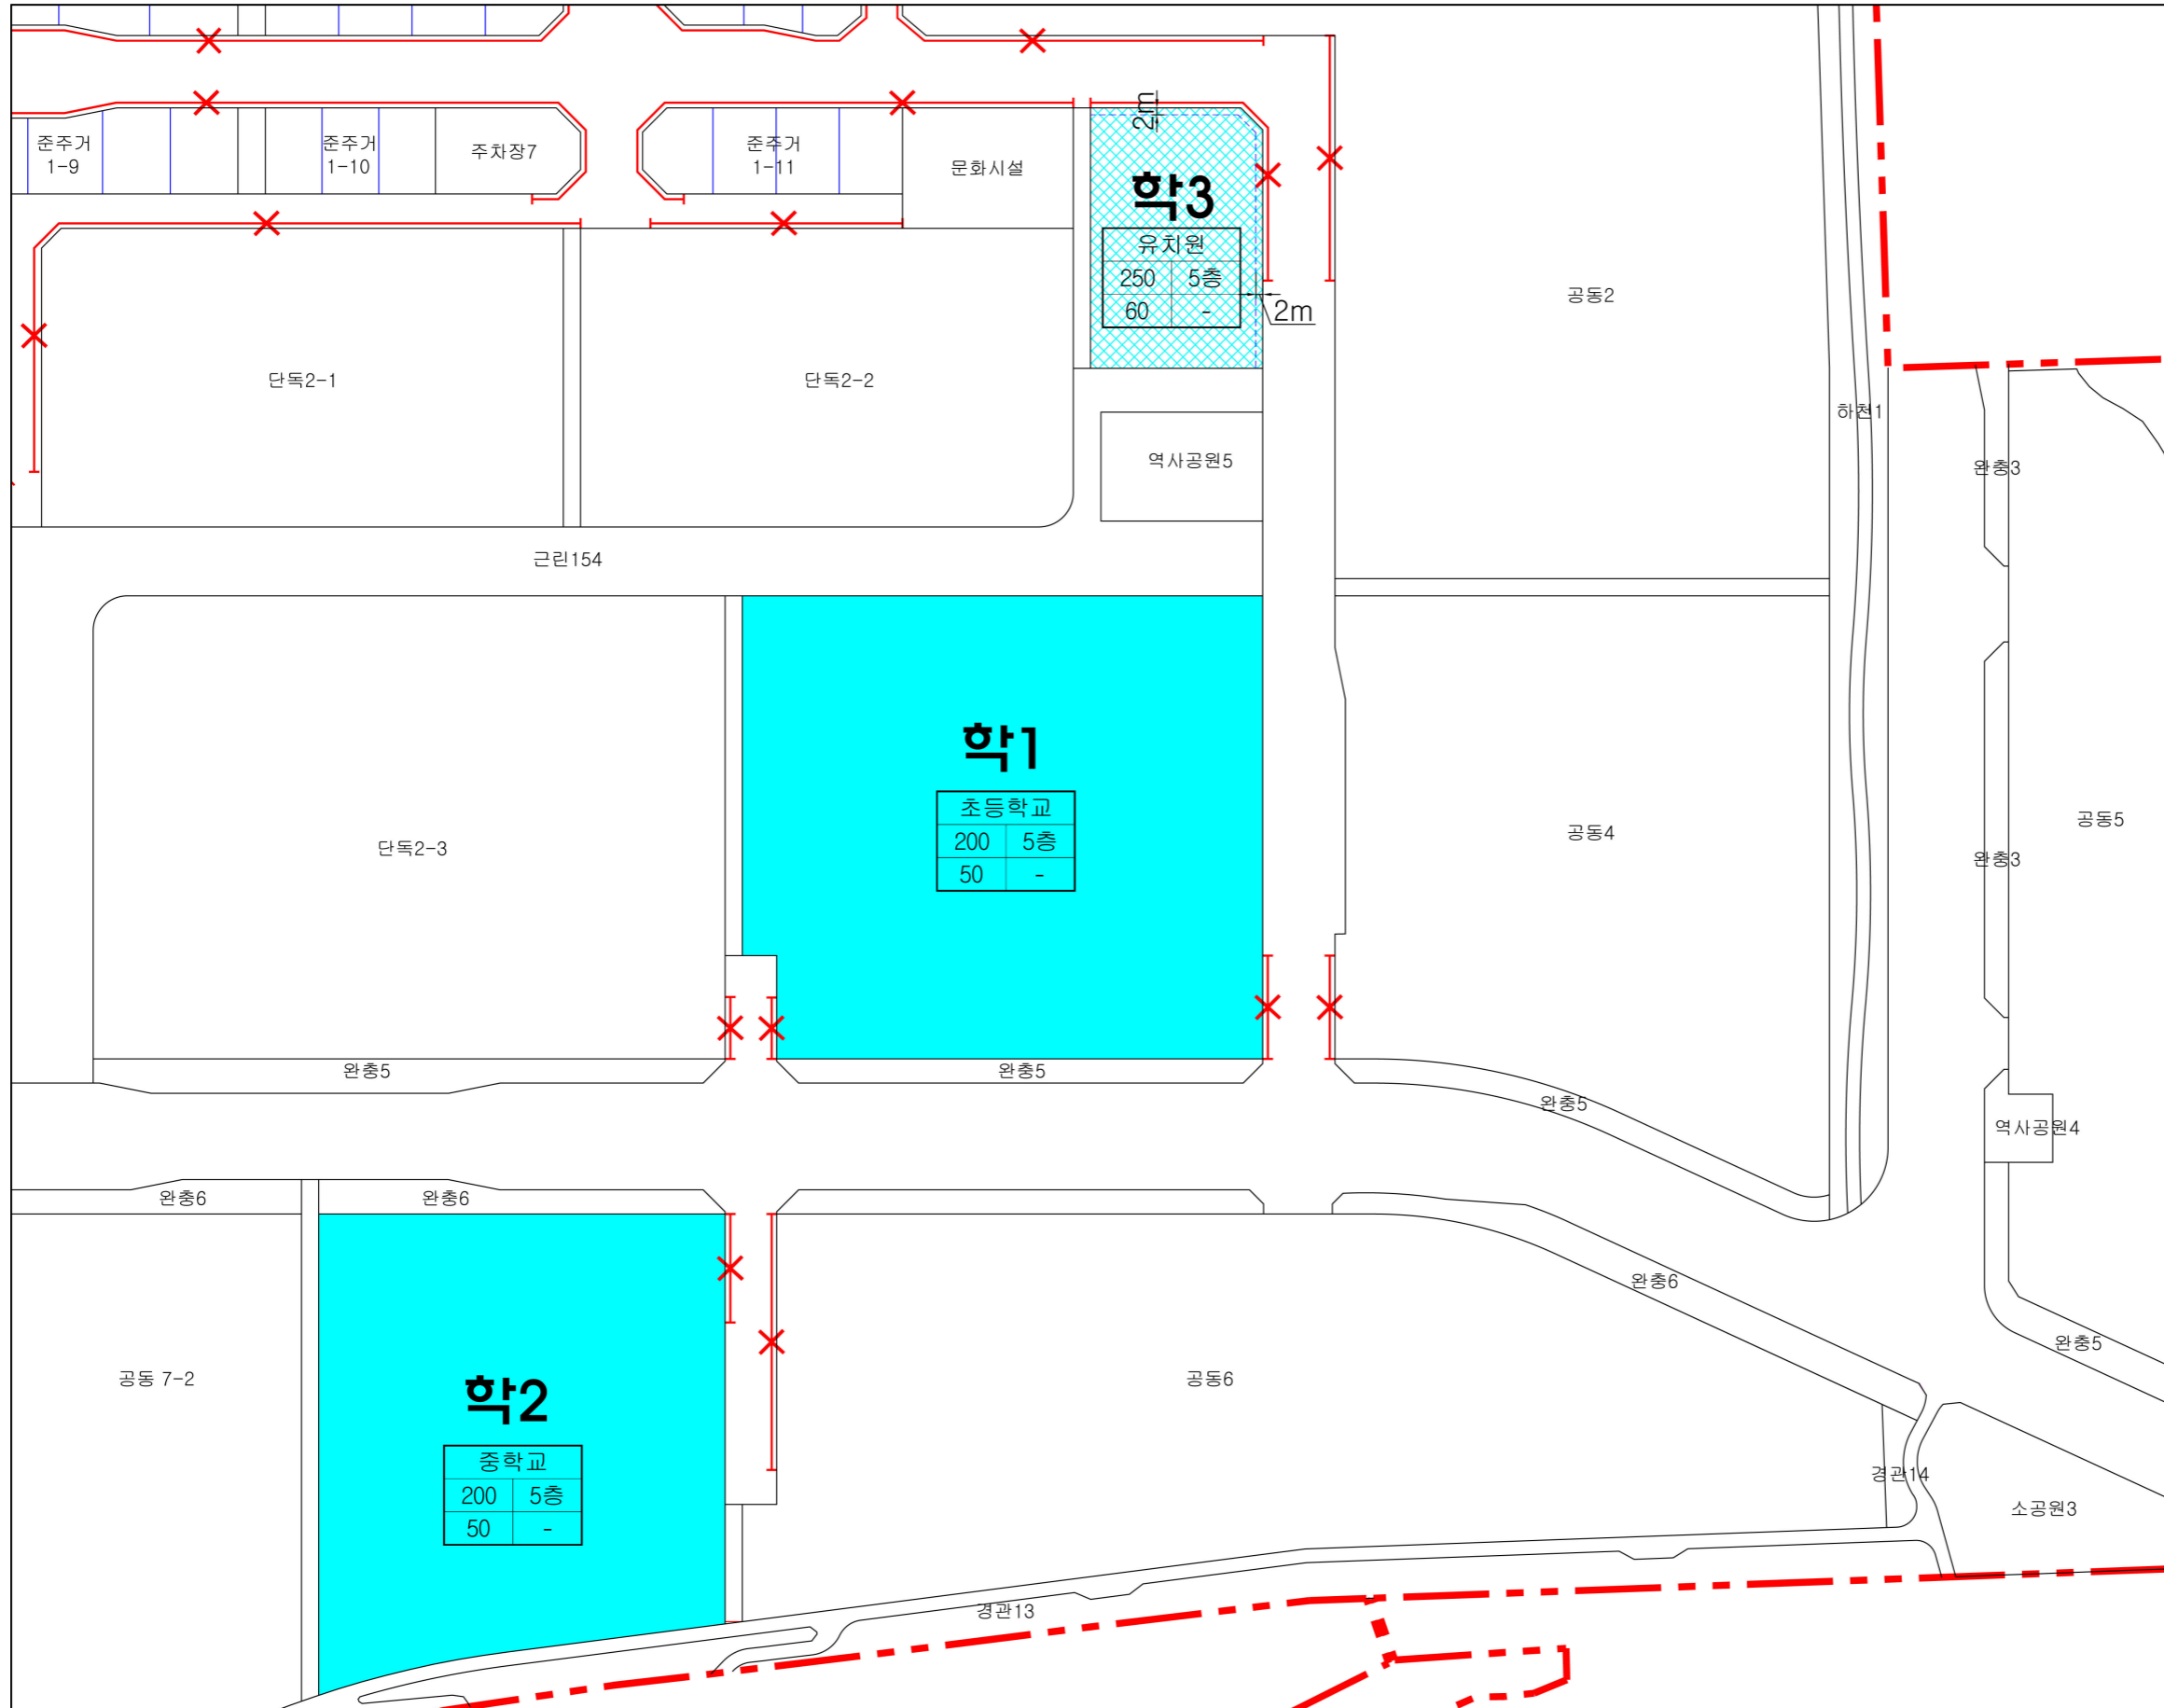 2m
준주거
1-9
준주거
1-10
주차장7
준주거
1-11
문화시설
학3
유치원
250 5층
60 -
2m
공동2
단독2-1
단독2-2
하천1
역사공원5
완충3
근린154
학1
초등학교
200 5층
50 -
단독2-3
공동4
공동5
완충3
완충5
완충5
완충5
역사공원4
완충6
완충6
완충6
완충5
공동 7-2
학2
중학교
200 5층
50 -
공동6
경관14
소공원3
경관13